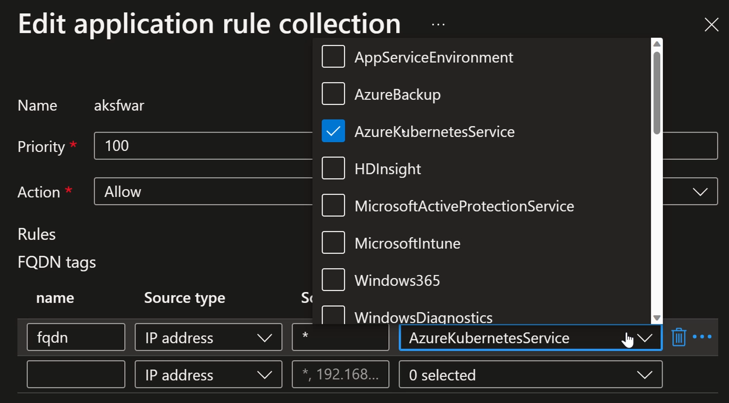 Edit application rule collection ...
AppServiceEnvironment
AzureBackup
Name aksfwar
AzureKubernetesService
Priority * 100
HDInsight
Action * Allow
MicrosoftActiveProtectionService
Rules
MicrosoftIntune
FQDN tags
Windows365
name Source type
WindowsDiagnostics
fqdn IP address * AzureKubernetesService
IP address *, 192.168... 0 selected